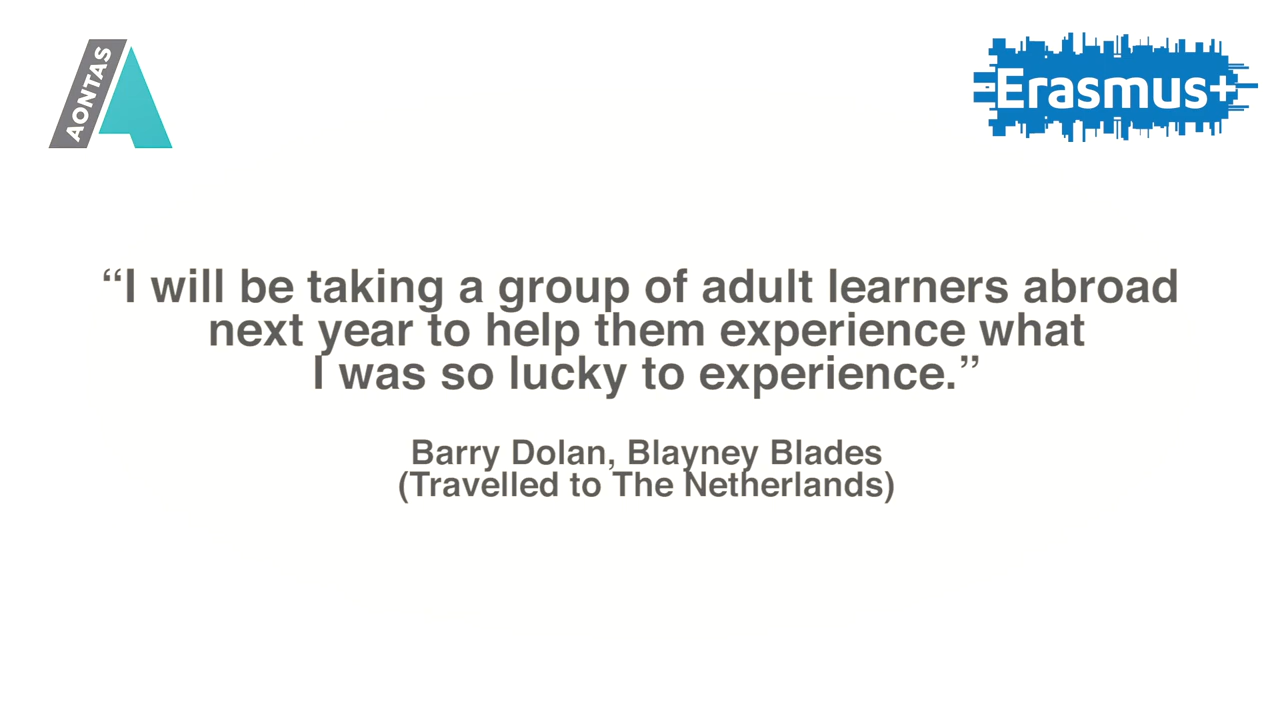 AONTAS
Erasmus+
“I will be taking a group of adult learners abroad
next year to help them experience what
I was so lucky to experience.”
Barry Dolan, Blayney Blades
(Travelled to The Netherlands)